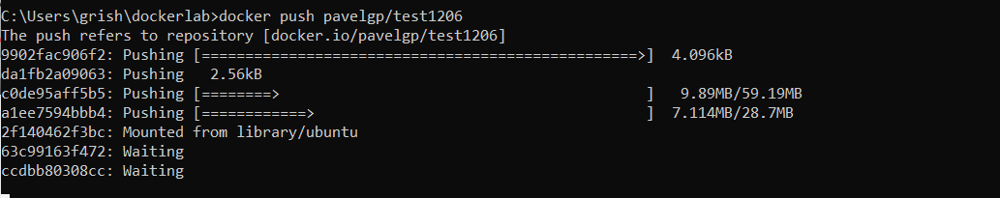 C:\Users\grish\dockerlab>docker push pavelgp/test1206
The push refers to repository [docker.io/pavelgp/test1206]
9902fac906f2: Pushing [==================================================>]  4.096kB
da1fb2a09063: Pushing   2.56kB
c0de95aff5b5: Pushing [========>                                          ]   9.89MB/59.19MB
a1ee7594bbb4: Pushing [============>                                      ]  7.114MB/28.7MB
2f140462f3bc: Mounted from library/ubuntu
63c99163f472: Waiting
ccdbb80308cc: Waiting